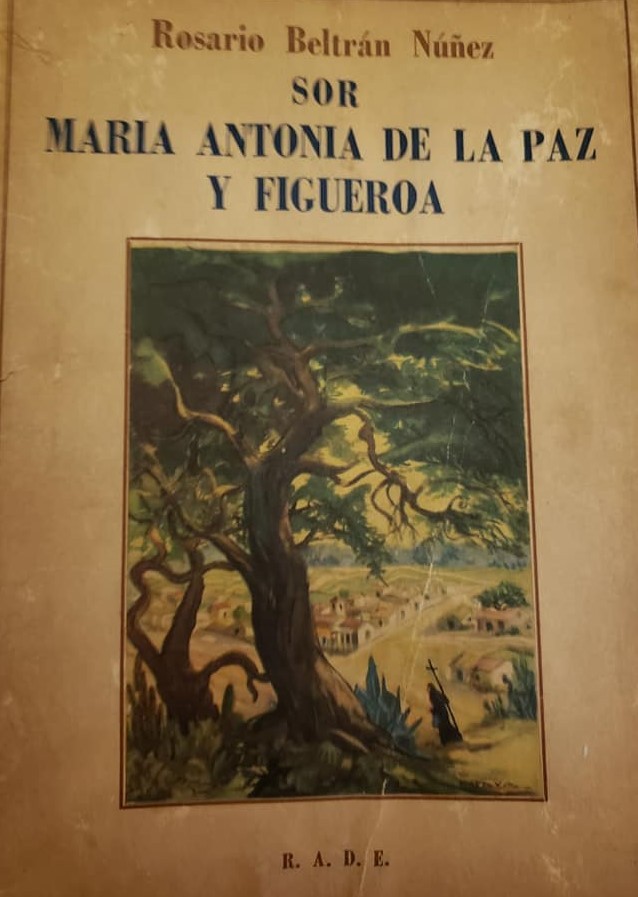 Rosario Beltrán Núñez
SOR
MARIA ANTONIA DE LA PAZ
Y FIGUEROA
R. A. D. E.